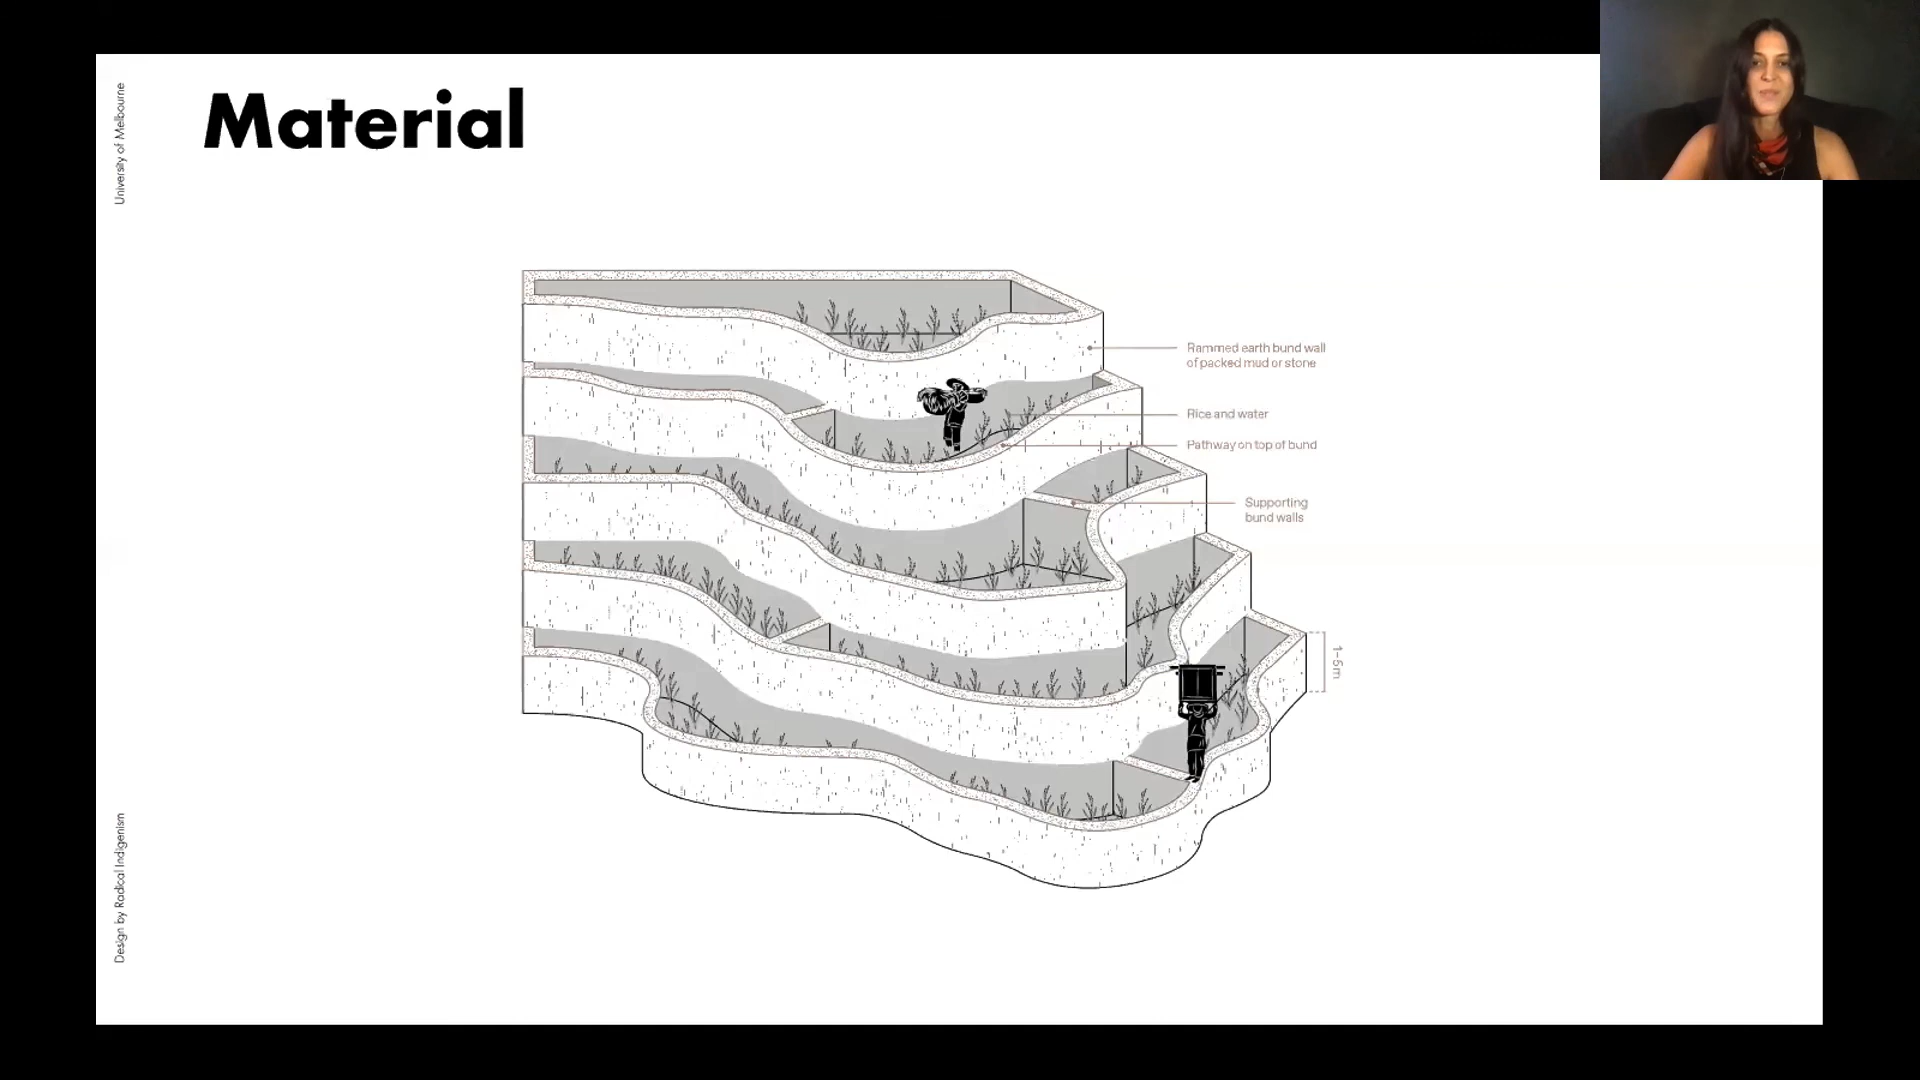 Material
University of Melbourne
Rammed earth bund wall
of packed mud or stone
Rice and water
Pathway on top of bund
Supporting
bund walls
1-5m
Design by Radical Indigenism